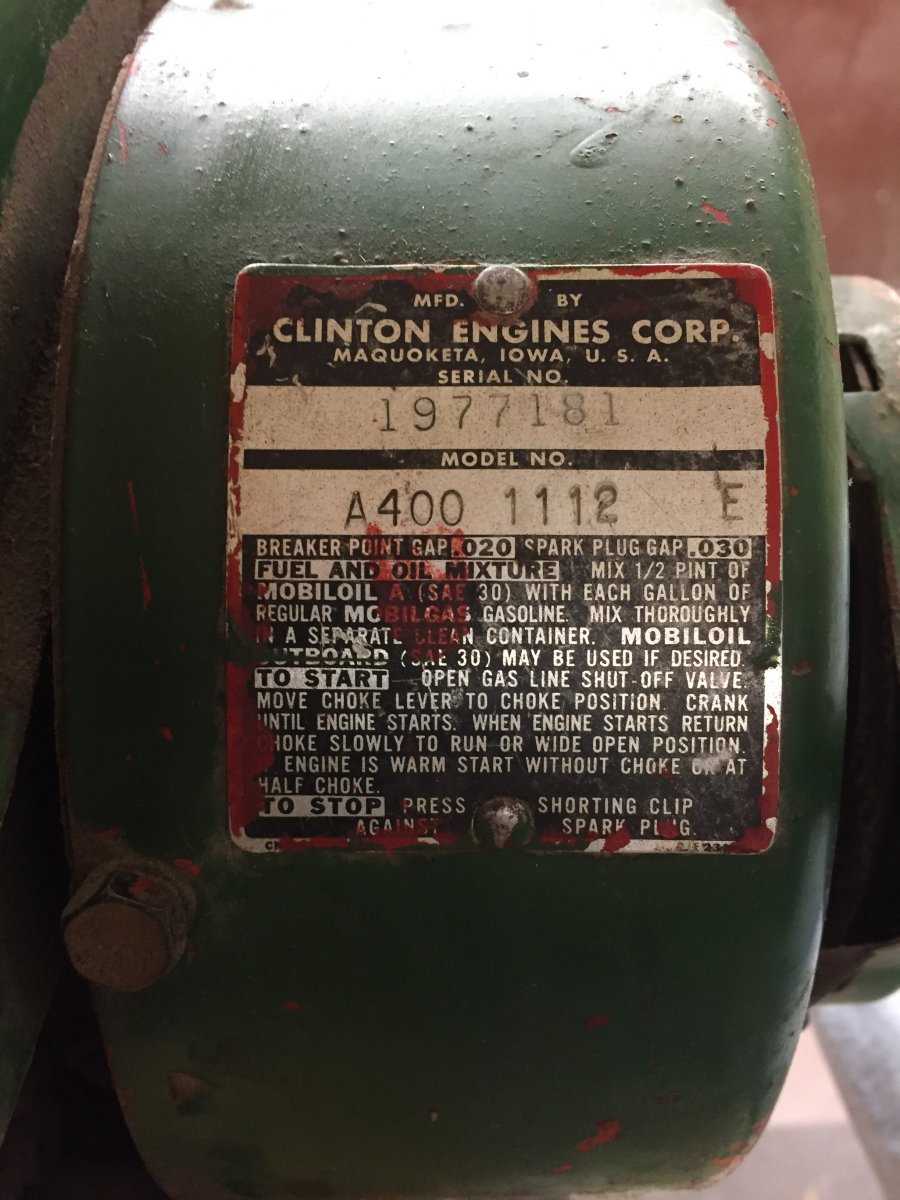 MFD. BY
CLINTON ENGINES CORP.
MAQUOKETA, IOWA, U. S. A.
SERIAL NO.
1977181
MODEL NO.
A400 1112 E
BREAKER POINT GAP .020 SPARK PLUG GAP .030
FUEL AND OIL MIXTURE MIX 1/2 PINT OF
MOBILOIL A (SAE 30) WITH EACH GALLON OF
REGULAR MOBILGAS GASOLINE. MIX THOROUGHLY
IN A SEPARATE CLEAN CONTAINER. MOBILOIL
OUTBOARD (SAE 30) MAY BE USED IF DESIRED.
TO START OPEN GAS LINE SHUT-OFF VALVE.
MOVE CHOKE LEVER TO CHOKE POSITION. CRANK
UNTIL ENGINE STARTS. WHEN ENGINE STARTS RETURN
CHOKE SLOWLY TO RUN OR WIDE OPEN POSITION.
ENGINE IS WARM START WITHOUT CHOKE OR AT
HALF CHOKE.
TO STOP PRESS SHORTING CLIP
AGAINST SPARK PLUG.